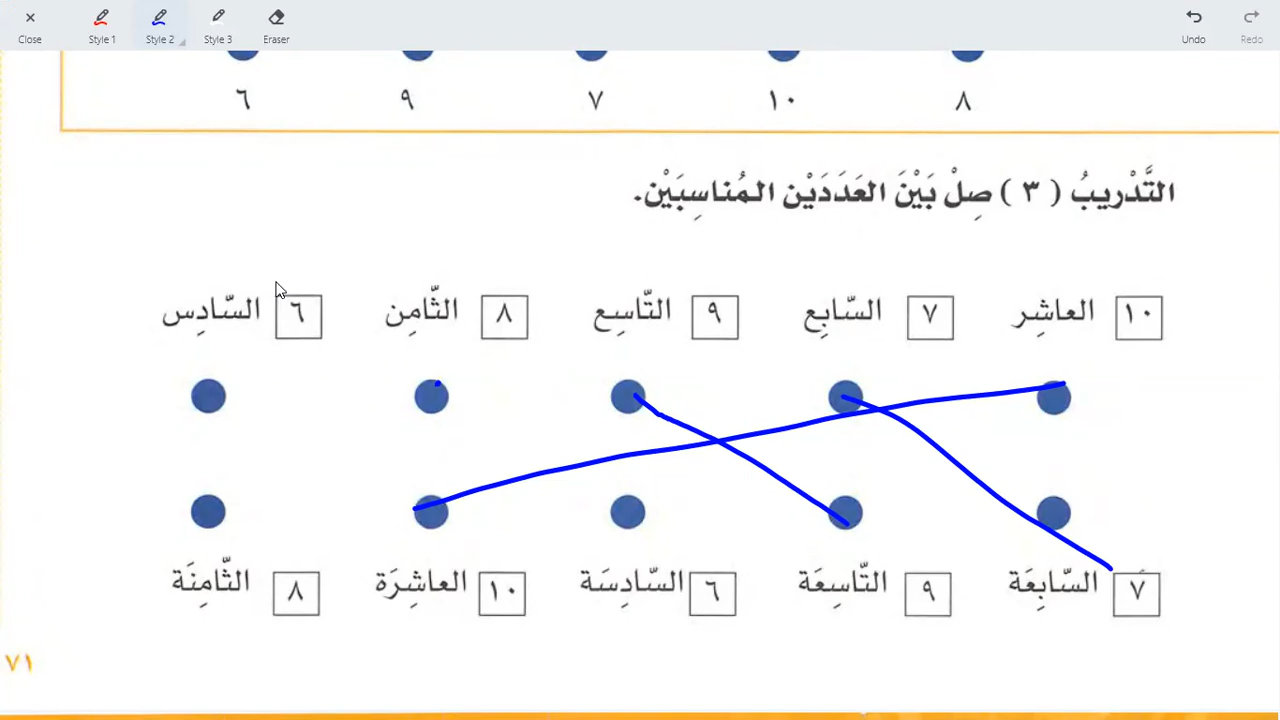 Close Style 1 Style 2 Style 3 Eraser Undo Redo
٨ ١٠ ٧ ٩ ٦
التَّدْريبُ ( ٣ ) صِلْ بَيْنَ العَدَدَيْن المُناسِبَيْن.
١٠ العاشِر ٧ السّابِع ٩ التّاسِع ٨ الثّامِن ٦ السّادِس
٧ السّابِعَة ٩ التّاسِعَة ٦ السّادِسَة ١٠ العاشِرَة ٨ الثّامِنَة
٧١